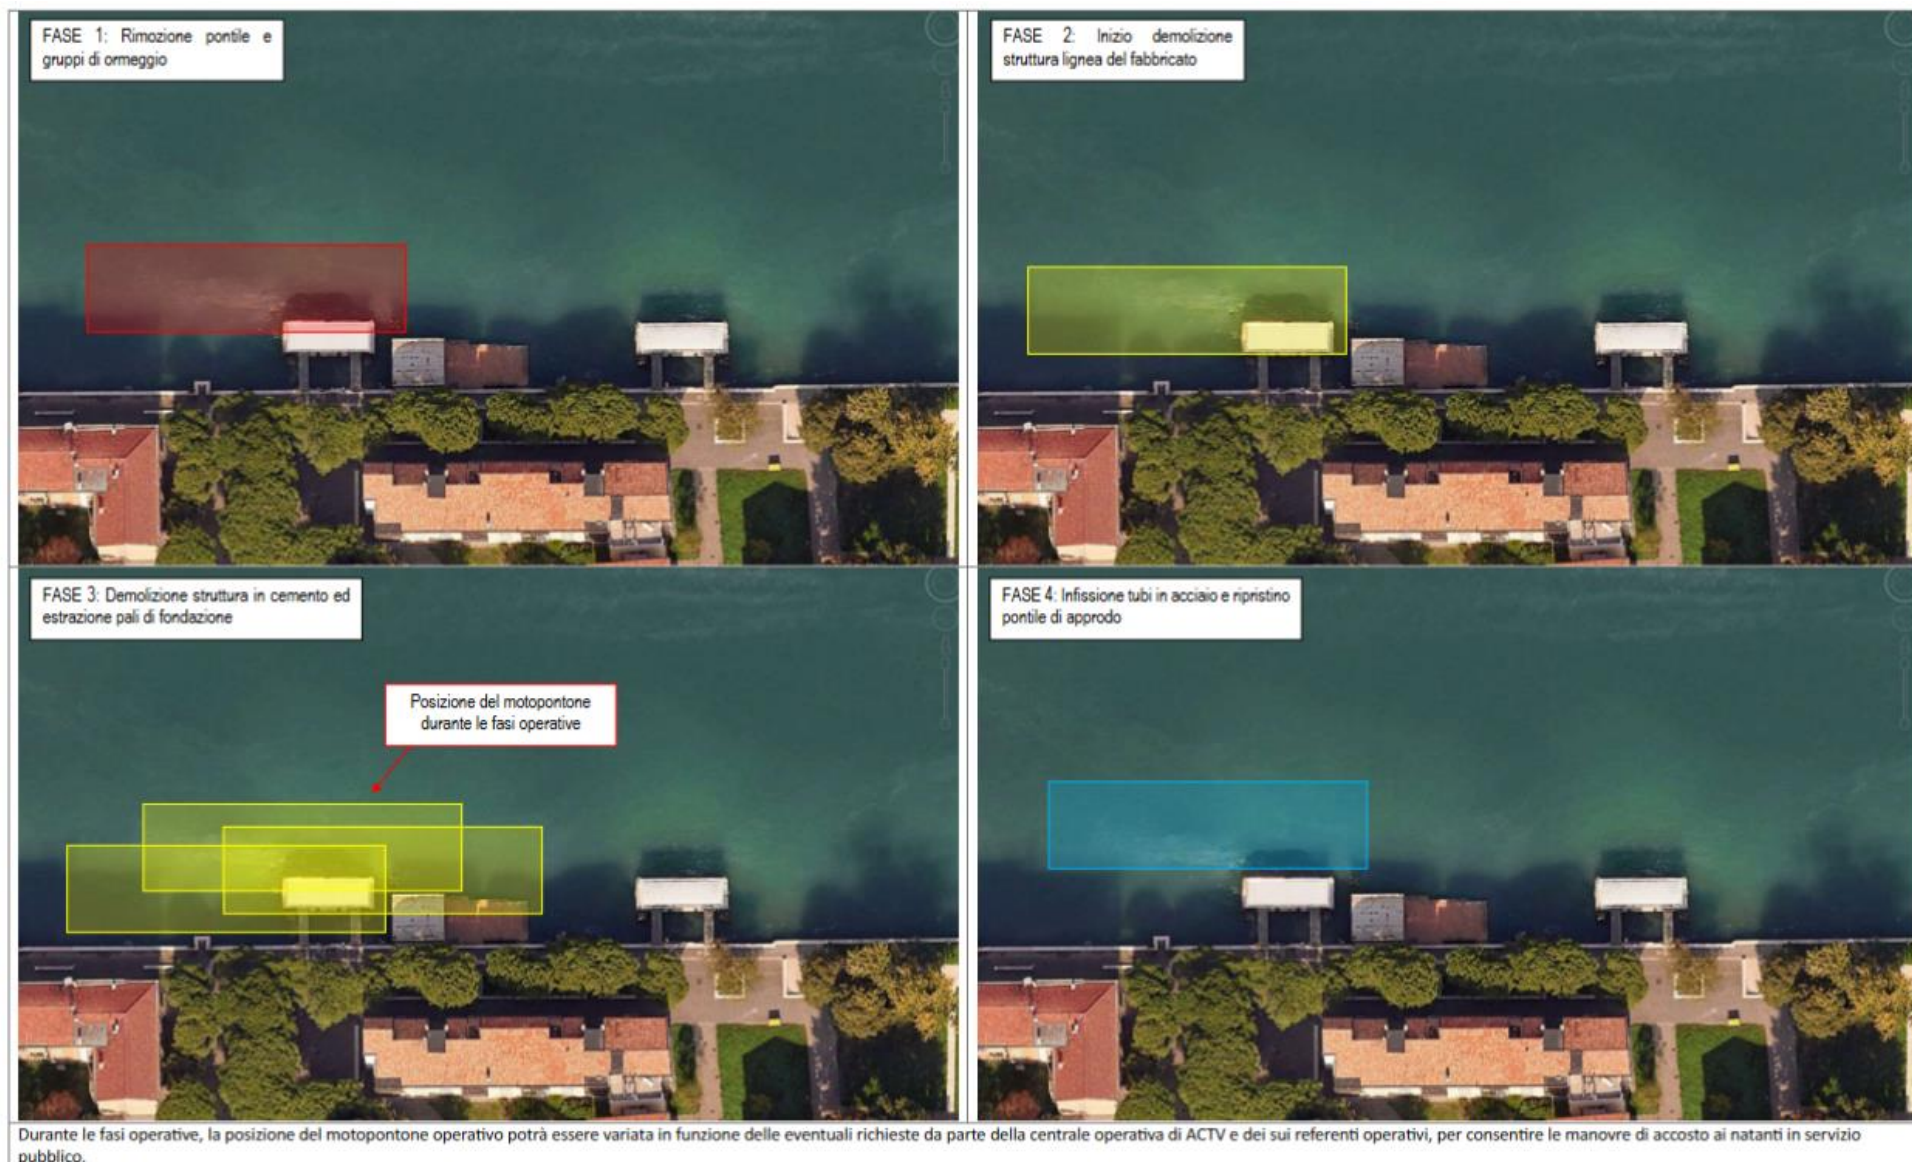 FASE 1: Rimozione pontile e
gruppi di ormeggio
FASE 2: Inizio demolizione
struttura lignea del fabbricato
FASE 3: Demolizione struttura in cemento ed
estrazione pali di fondazione
Posizione del motopontone
durante le fasi operative
FASE 4: Infissione tubi in acciaio e ripristino
pontile di approdo
Durante le fasi operative, la posizione del motopontone operativo potrà essere variata in funzione delle eventuali richieste da parte della centrale operativa di ACTV e dei sui referenti operativi, per consentire le manovre di accosto ai natanti in servizio
pubblico.